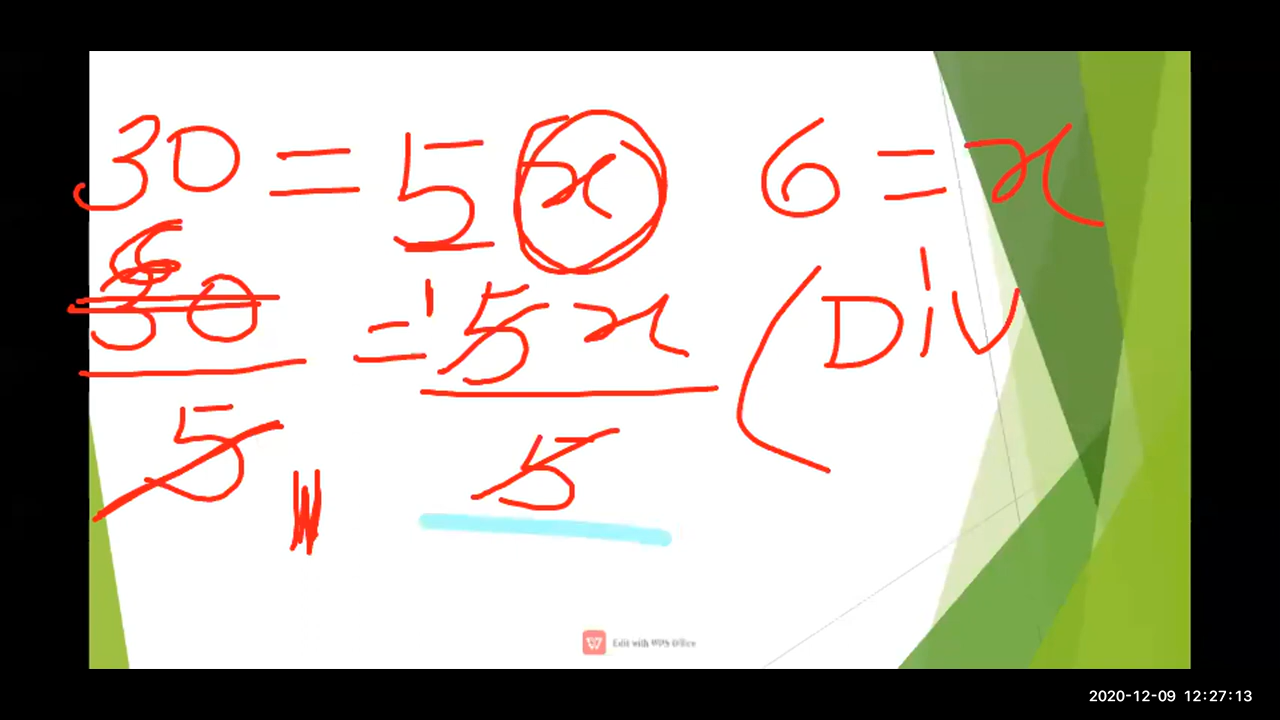 30 = 5x 6 = x
6
30 = 1 5x (Div
5 5
Edit with WPS Office
2020-12-09 12:27:13